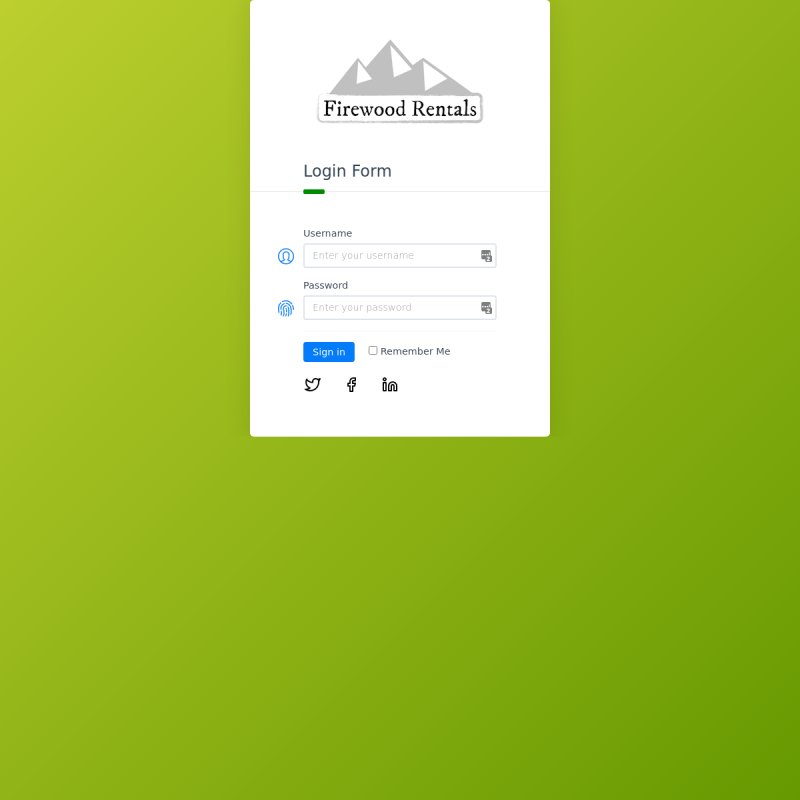 Firewood Rentals
Login Form
Username
Enter your username
Password
Enter your password
Sign in Remember Me